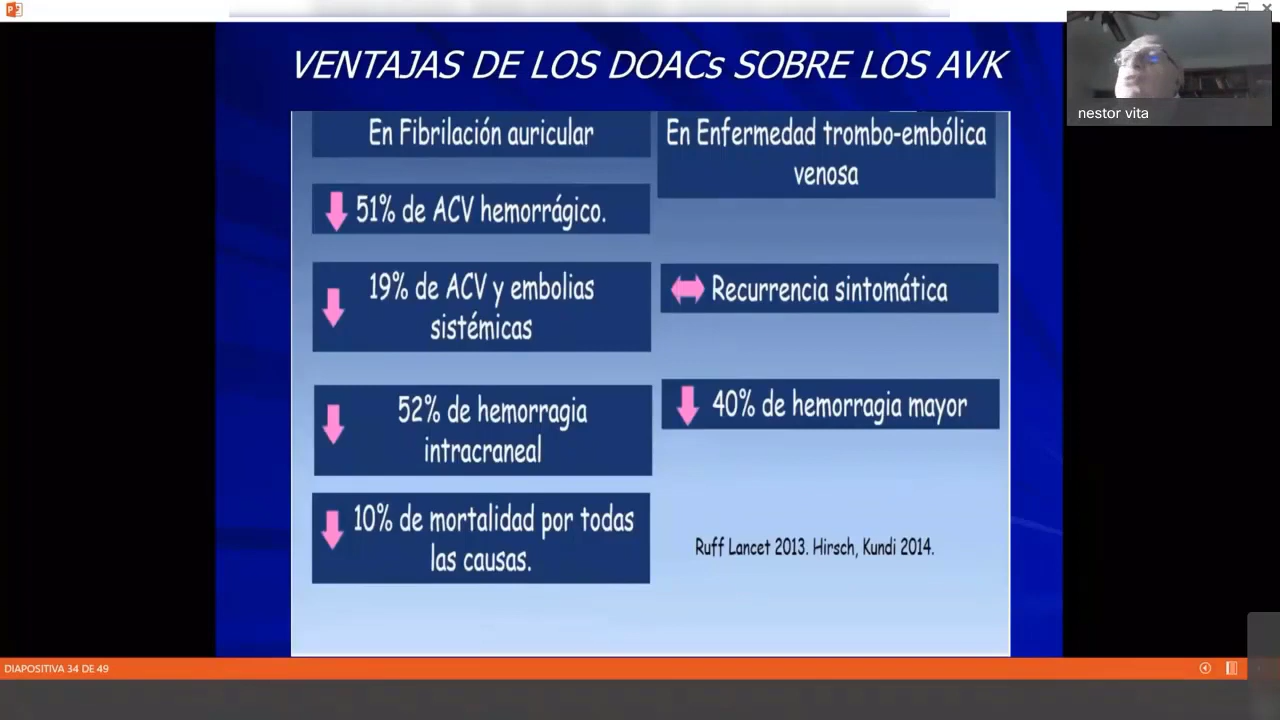 VENTAJAS DE LOS DOACs SOBRE LOS AVK
nestor vita
En Fibrilación auricular
51% de ACV hemorrágico.
19% de ACV y embolias
sistémicas
52% de hemorragia
intracraneal
10% de mortalidad por todas
las causas.
En Enfermedad trombo-embólica
venosa
Recurrencia sintomática
40% de hemorragia mayor
Ruff Lancet 2013. Hirsch, Kundi 2014.
DIAPOSITIVA 34 DE 49